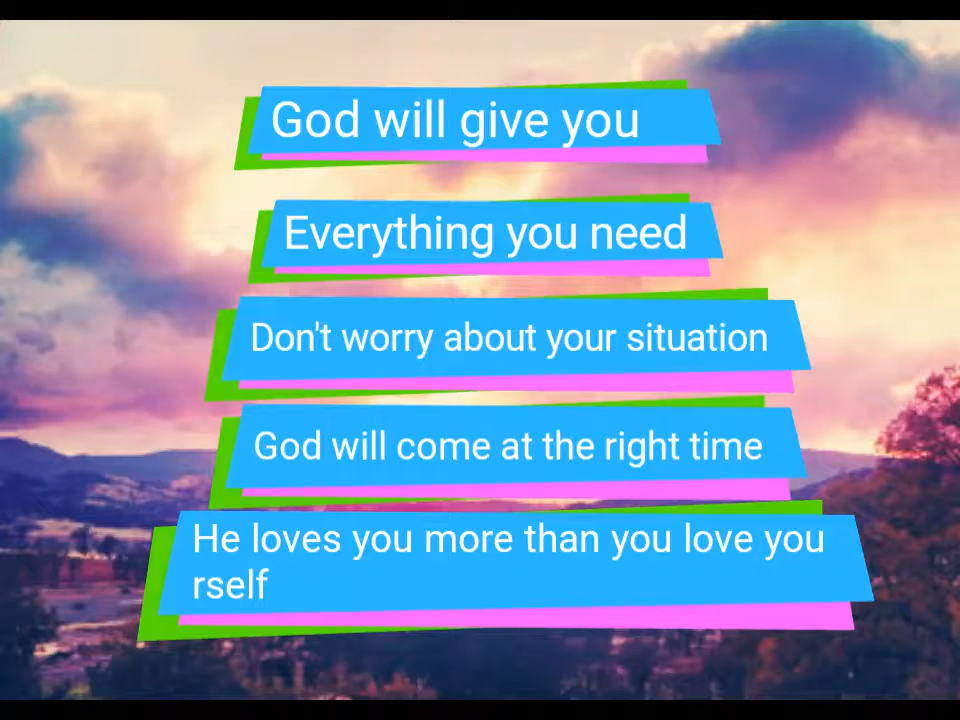 God will give you
Everything you need
Don't worry about your situation
God will come at the right time
He loves you more than you love you
rself